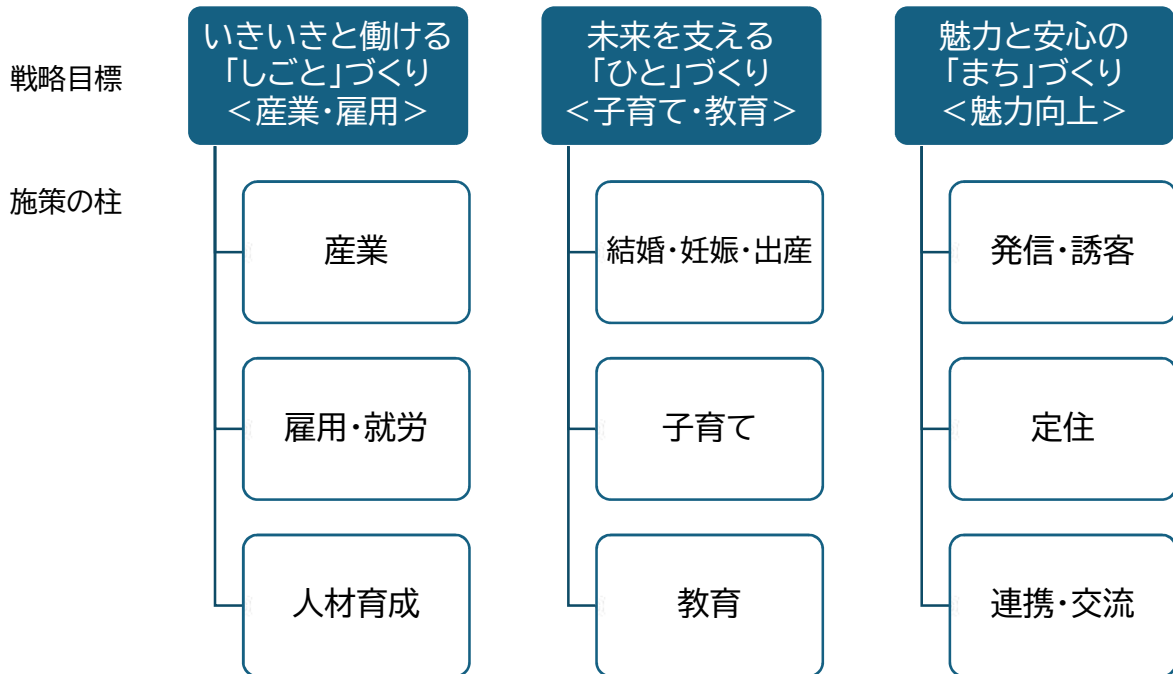 戦略目標
いきいきと働ける
「しごと」づくり
＜産業・雇用＞
未来を支える
「ひと」づくり
＜子育て・教育＞
魅力と安心の
「まち」づくり
＜魅力向上＞
施策の柱
産業
結婚・妊娠・出産
発信・誘客
雇用・就労
子育て
定住
人材育成
教育
連携・交流